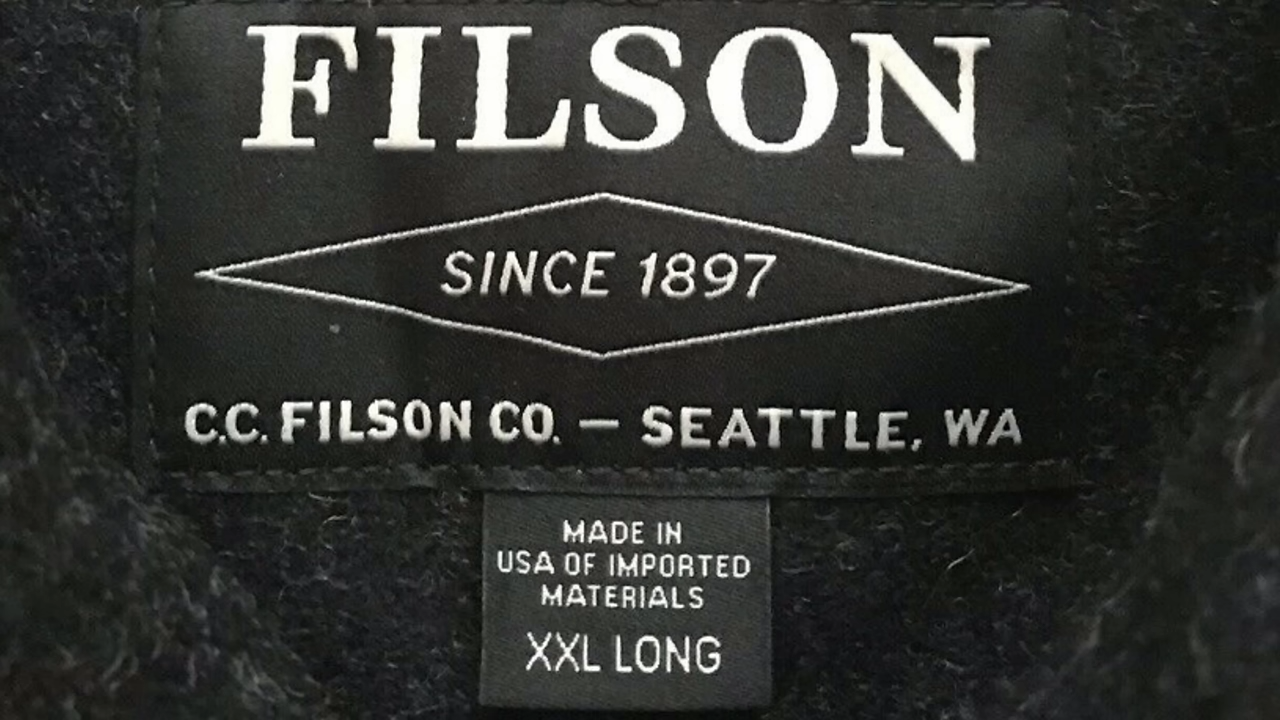 FILSON
SINCE 1897
C.C. FILSON CO. — SEATTLE, WA
MADE IN
USA OF IMPORTED
MATERIALS
XXL LONG